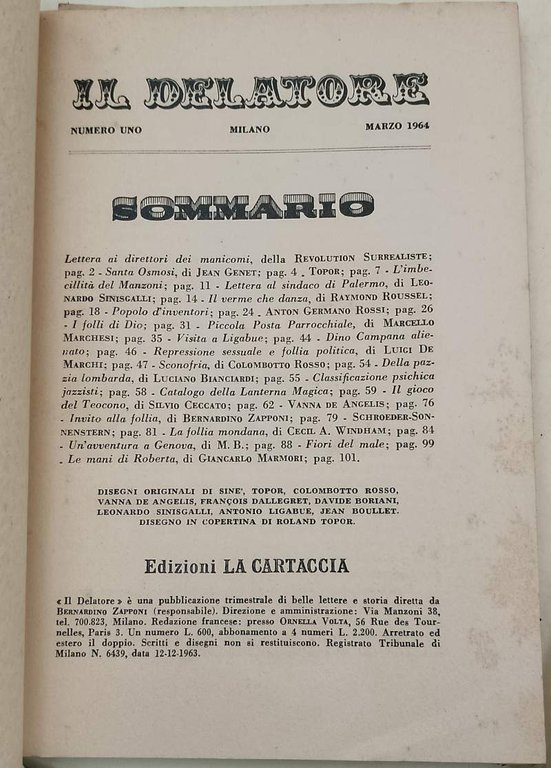 IL DELATORE
NUMERO UNO MILANO MARZO 1964
SOMMARIO
Lettera ai direttori dei manicomi, della REVOLUTION SURREALISTE;
pag. 2 - Santa Osmosi, di JEAN GENET; pag. 4 . TOPOR; pag. 7 - L'imbe-
cillità del Manzoni; pag. 11 - Lettera al sindaco di Palermo, di LEO-
NARDO SINISGALLI; pag. 14 - Il verme che danza, di RAYMOND ROUSSEL;
pag. 18 - Popolo d'inventori; pag. 24 . ANTON GERMANO ROSSI; pag. 26
- I folli di Dio; pag. 31 - Piccola Posta Parrocchiale, di MARCELLO
MARCHESI; pag. 35 - Visita a Ligabue; pag. 44 - Dino Campana alie-
nato; pag. 46 - Repressione sessuale e follia politica, di LUIGI DE
MARCHI; pag. 47 - Sconofria, di COLOMBOTTO ROSSO; pag. 54 - Della paz-
zia lombarda, di LUCIANO BIANCIARDI; pag. 55 - Classificazione psichica
jazzisti; pag. 58 - Catalogo della Lanterna Magica; pag. 59 - Il gioco
del Teocono, di SILVIO CECCATO; pag. 62 - VANNA DE ANGELIS; pag. 76
- Invito alla follia, di BERNARDINO ZAPPONI; pag. 79 - SCHROEDER-SON-
NENSTERN; pag. 81 - La follia mondana, di CECIL A. WINDHAM; pag. 84
- Un'avventura a Genova, di M. B.; pag. 88 - Fiori del male; pag. 99
- Le mani di Roberta, di GIANCARLO MARMORI; pag. 101.
DISEGNI ORIGINALI DI SINE', TOPOR, COLOMBOTTO ROSSO,
VANNA DE ANGELIS, FRANÇOIS DALLEGRET, DAVIDE BORIANI,
LEONARDO SINISGALLI, ANTONIO LIGABUE, JEAN BOULLET.
DISEGNO IN COPERTINA DI ROLAND TOPOR.
Edizioni LA CARTACCIA
« Il Delatore » è una pubblicazione trimestrale di belle lettere e storia diretta da
BERNARDINO ZAPPONI (responsabile). Direzione e amministrazione: Via Manzoni 38,
tel. 700.823, Milano. Redazione francese: presso ORNELLA VOLTA, 56 Rue des Tour-
nelles, Paris 3. Un numero L. 600, abbonamento a 4 numeri L. 2.200. Arretrato ed
estero il doppio. Scritti e disegni non si restituiscono. Registrato Tribunale di
Milano N. 6439, data 12-12-1963.